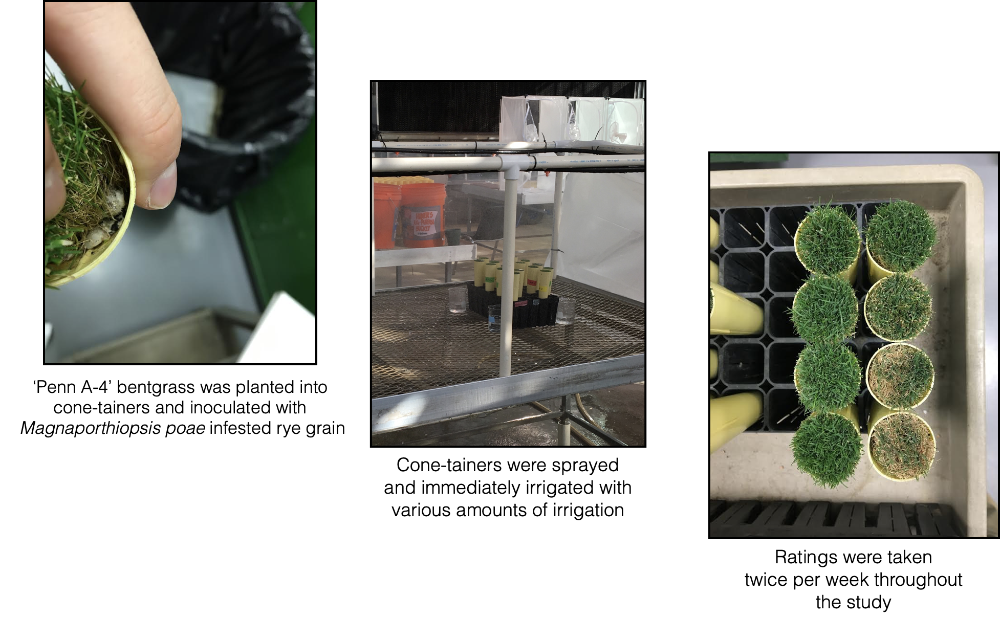 ‘Penn A-4’ bentgrass was planted into
cone-tainers and inoculated with
Magnaporthiopsis poae infested rye grain
Cone-tainers were sprayed
and immediately irrigated with
various amounts of irrigation
Ratings were taken
twice per week throughout
the study